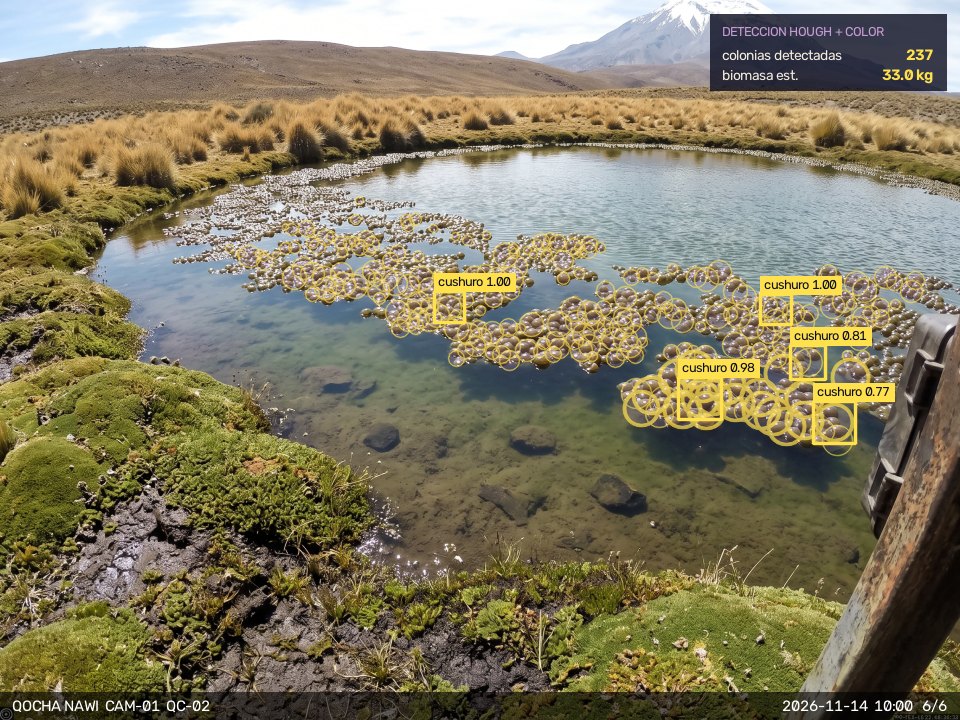 DETECCION HOUGH + COLOR
colonias detectadas 237
biomasa est. 33.0 kg
cushuro 1.00
cushuro 1.00
cushuro 0.81
cushuro 0.98
cushuro 0.77
QOCHA NAWI CAM-01 QC-02
2026-11-14 10:00 6/6